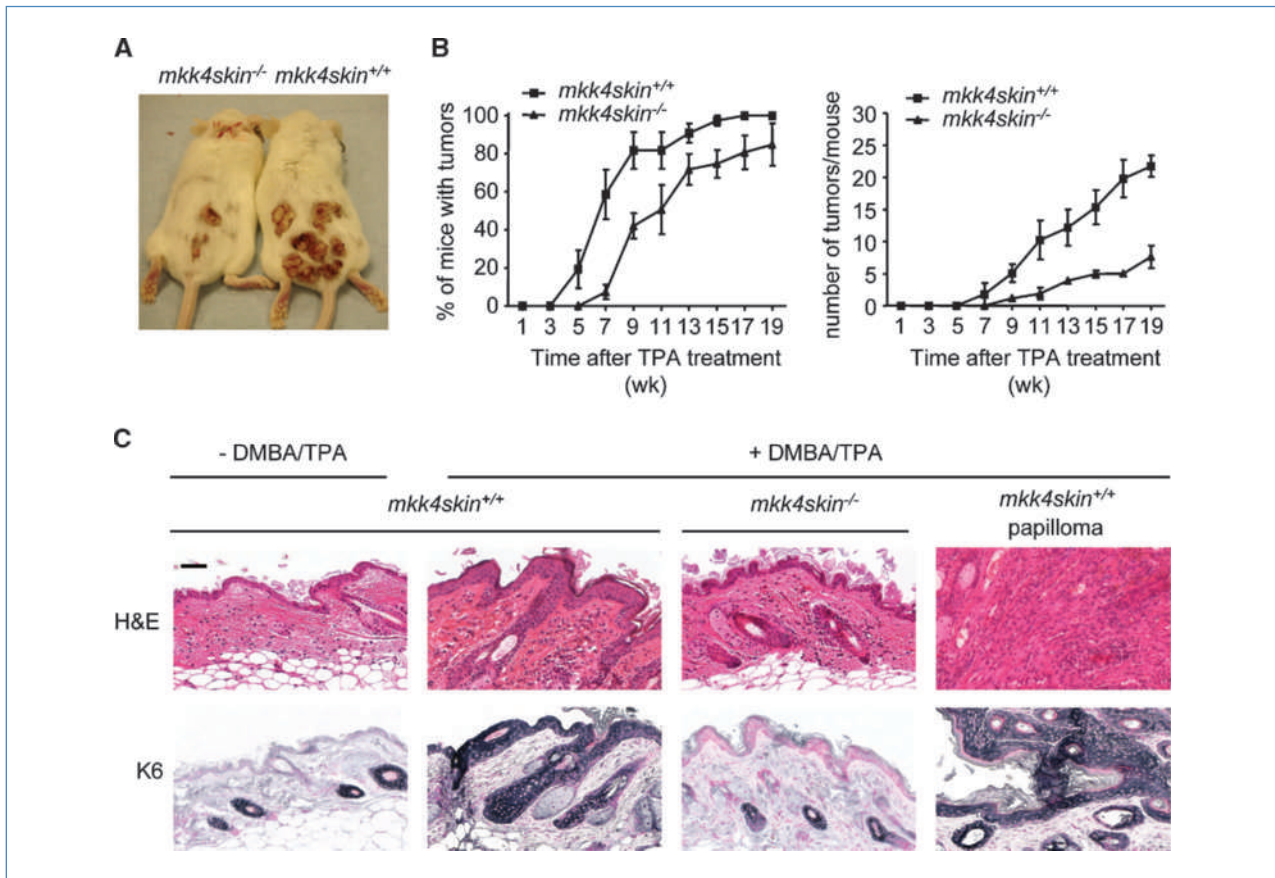 A
mkk4skin-/- mkk4skin+/+
B
mkk4skin+/+
mkk4skin-/-
% of mice with tumors
100
80
60
40
20
0
1 3 5 7 9 11 13 15 17 19
Time after TPA treatment
(wk)
mkk4skin+/+
mkk4skin-/-
number of tumors/mouse
30
25
20
15
10
5
0
1 3 5 7 9 11 13 15 17 19
Time after TPA treatment
(wk)
C
- DMBA/TPA
+ DMBA/TPA
mkk4skin+/+
mkk4skin-/-
mkk4skin+/+
papilloma
H&E
K6